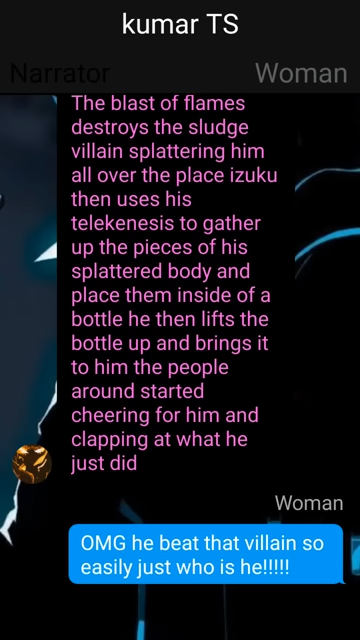 kumar TS
Narrator
Woman
The blast of flames
destroys the sludge
villain splattering him
all over the place izuku
then uses his
telekenesis to gather
up the pieces of his
splattered body and
place them inside of a
bottle he then lifts the
bottle up and brings it
to him the people
around started
cheering for him and
clapping at what he
just did
Woman
OMG he beat that villain so
easily just who is he!!!!!